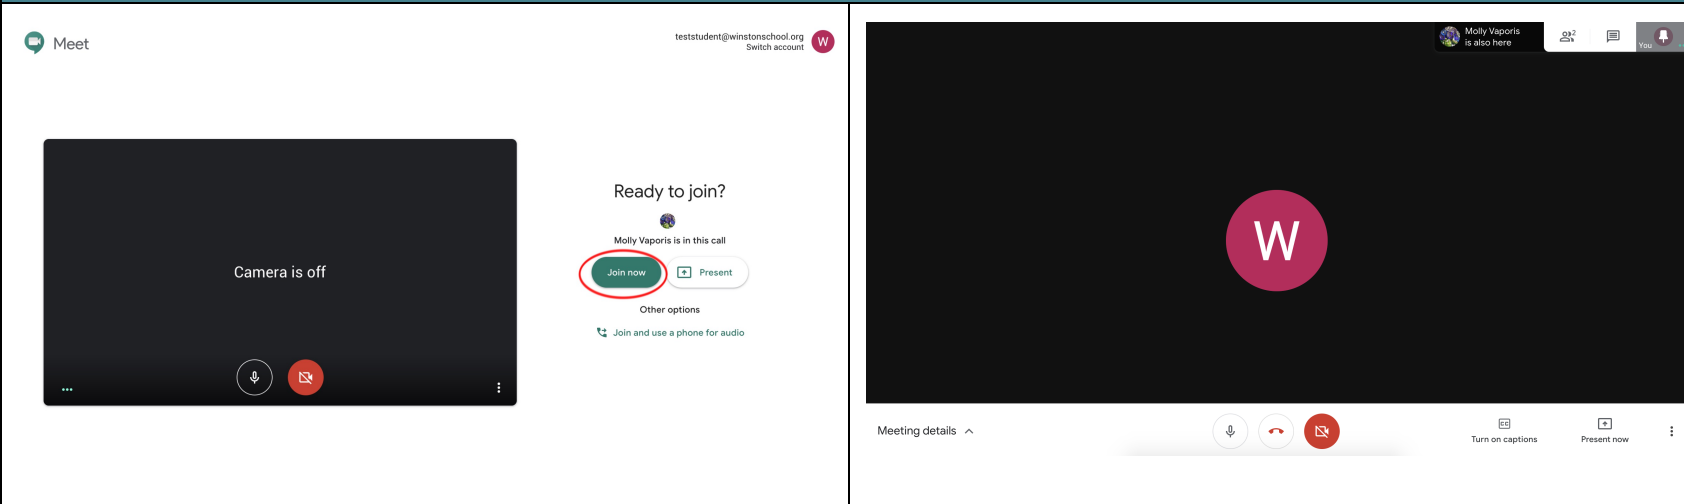 Meet
teststudent@winstonschool.org
Switch account
W
Camera is off
Ready to join?
Molly Vaporis is in this call
Join now
Present
Other options
Join and use a phone for audio
Molly Vaporis
is also here
2
You
W
Meeting details
CC
Turn on captions
Present now